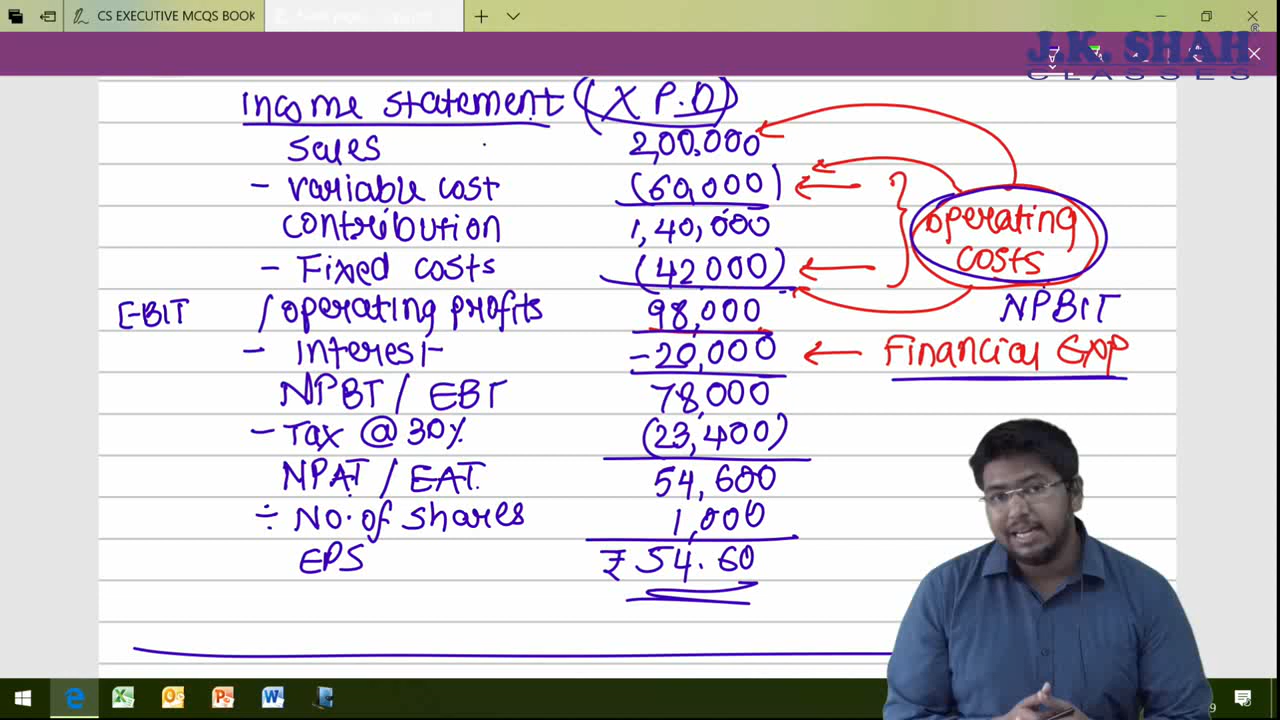 CS EXECUTIVE MCQS BOOK
J.K. SHAH ®
CLASSES
Income statement (X P.D)
Sales 2,00,000
- Variable cost (60,000)
Contribution 1,40,000
- Fixed costs (42,000)
operating costs
EBIT / operating profits 98,000 NPBIT
- Interest - 20,000 ← Financial EXP
NPBT / EBT 78,000
- Tax @ 30% (23,400)
NPAT / EAT 54,600
÷ No. of shares 1,000
EPS ₹ 54.60